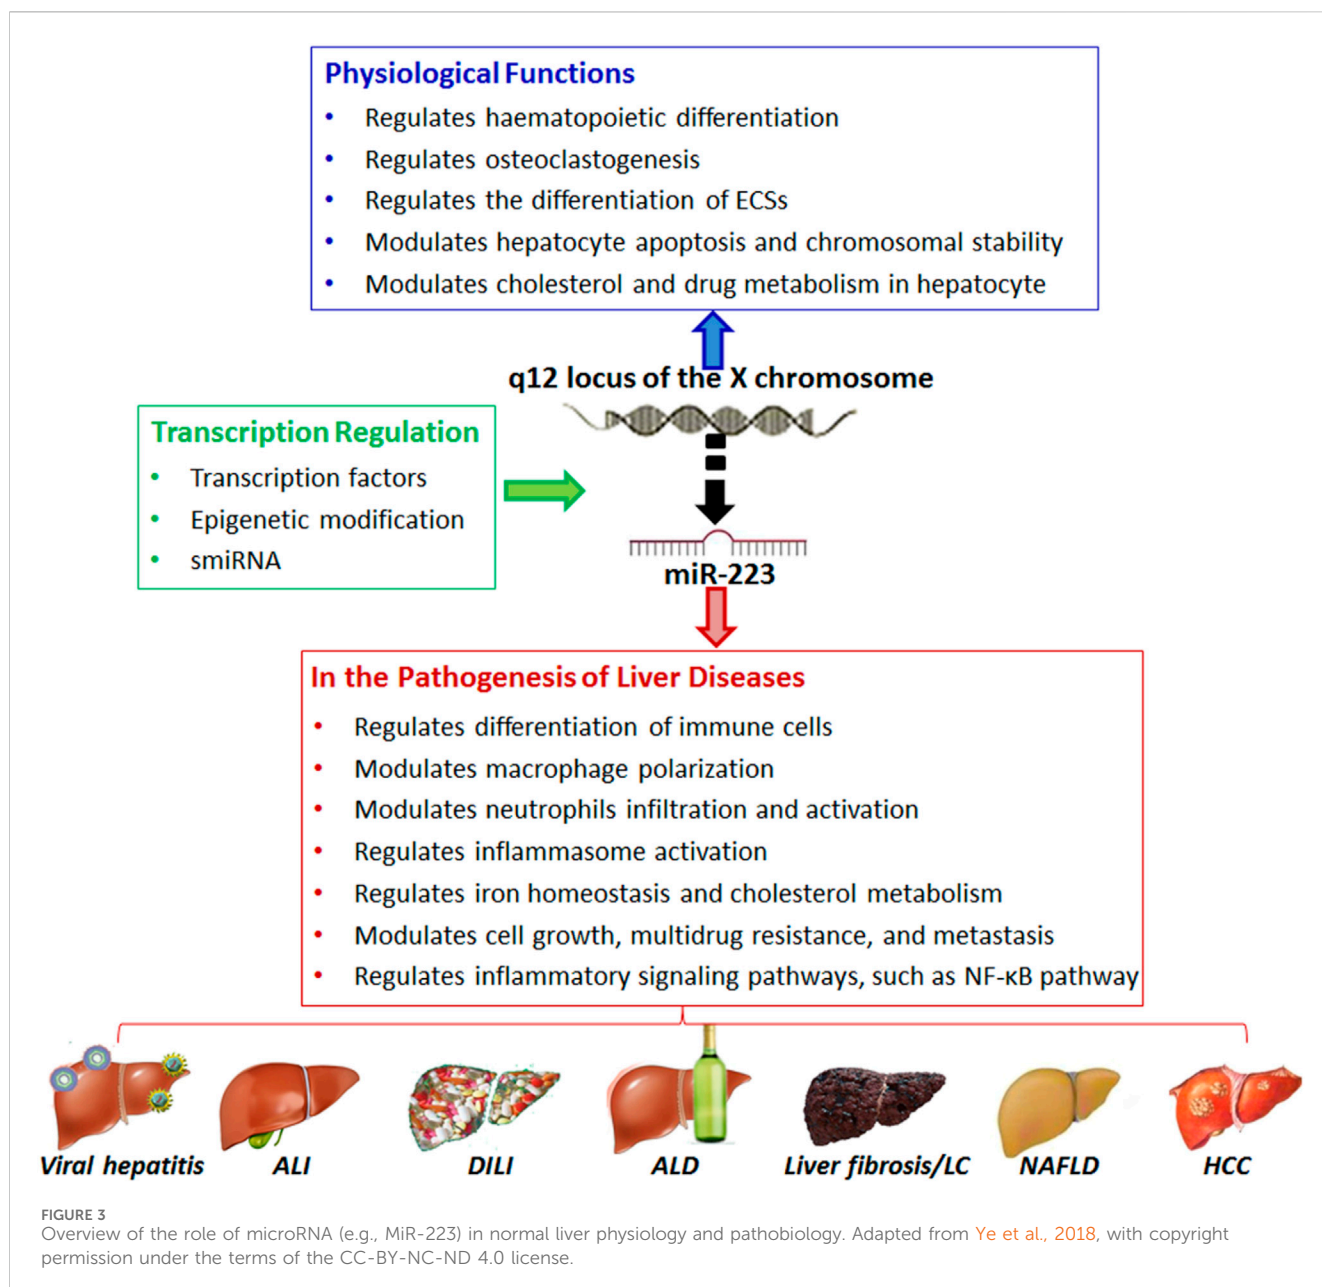 Physiological Functions
• Regulates haematopoietic differentiation
• Regulates osteoclastogenesis
• Regulates the differentiation of ECSs
• Modulates hepatocyte apoptosis and chromosomal stability
• Modulates cholesterol and drug metabolism in hepatocyte
q12 locus of the X chromosome
Transcription Regulation
• Transcription factors
• Epigenetic modification
• smiRNA
miR-223
In the Pathogenesis of Liver Diseases
• Regulates differentiation of immune cells
• Modulates macrophage polarization
• Modulates neutrophils infiltration and activation
• Regulates inflammasome activation
• Regulates iron homeostasis and cholesterol metabolism
• Modulates cell growth, multidrug resistance, and metastasis
• Regulates inflammatory signaling pathways, such as NF-κB pathway
Viral hepatitis ALI DILI ALD Liver fibrosis/LC NAFLD HCC
FIGURE 3
Overview of the role of microRNA (e.g., MiR-223) in normal liver physiology and pathobiology. Adapted from Ye et al., 2018, with copyright
permission under the terms of the CC-BY-NC-ND 4.0 license.